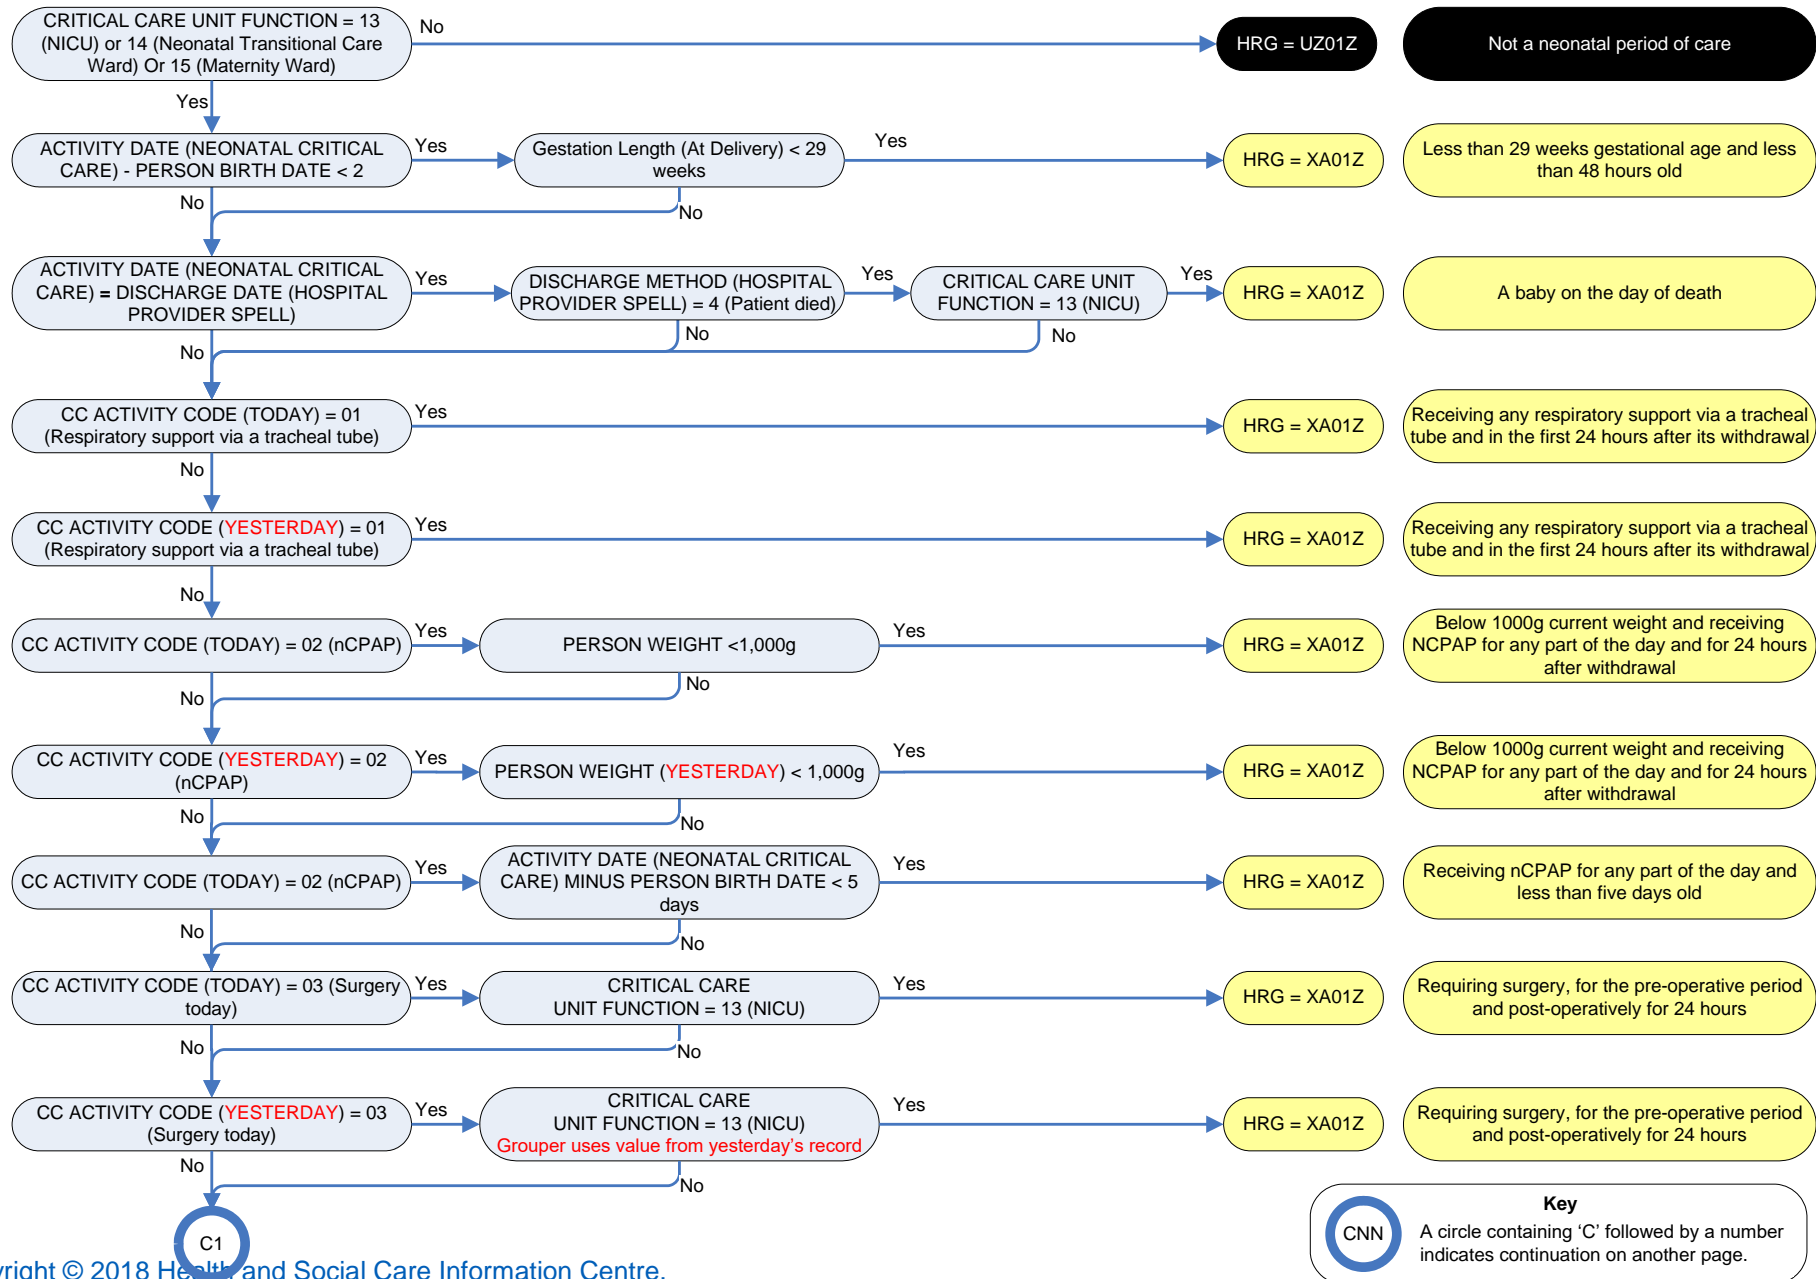 CRITICAL CARE UNIT FUNCTION = 13
(NICU) or 14 (Neonatal Transitional Care
Ward) Or 15 (Maternity Ward)
No
HRG = UZ01Z
Not a neonatal period of care
Yes
ACTIVITY DATE (NEONATAL CRITICAL
CARE) - PERSON BIRTH DATE < 2
Yes
Gestation Length (At Delivery) < 29
weeks
Yes
HRG = XA01Z
Less than 29 weeks gestational age and less
than 48 hours old
No
No
ACTIVITY DATE (NEONATAL CRITICAL
CARE) = DISCHARGE DATE (HOSPITAL
PROVIDER SPELL)
Yes
DISCHARGE METHOD (HOSPITAL
PROVIDER SPELL) = 4 (Patient died)
Yes
CRITICAL CARE UNIT
FUNCTION = 13 (NICU)
Yes
HRG = XA01Z
A baby on the day of death
No
No
No
CC ACTIVITY CODE (TODAY) = 01
(Respiratory support via a tracheal tube)
Yes
HRG = XA01Z
Receiving any respiratory support via a tracheal
tube and in the first 24 hours after its withdrawal
No
CC ACTIVITY CODE (YESTERDAY) = 01
(Respiratory support via a tracheal tube)
Yes
HRG = XA01Z
Receiving any respiratory support via a tracheal
tube and in the first 24 hours after its withdrawal
No
CC ACTIVITY CODE (TODAY) = 02 (nCPAP)
Yes
PERSON WEIGHT <1,000g
Yes
HRG = XA01Z
Below 1000g current weight and receiving
NCPAP for any part of the day and for 24 hours
after withdrawal
No
No
CC ACTIVITY CODE (YESTERDAY) = 02
(nCPAP)
Yes
PERSON WEIGHT (YESTERDAY) < 1,000g
Yes
HRG = XA01Z
Below 1000g current weight and receiving
NCPAP for any part of the day and for 24 hours
after withdrawal
No
No
CC ACTIVITY CODE (TODAY) = 02 (nCPAP)
Yes
ACTIVITY DATE (NEONATAL CRITICAL
CARE) MINUS PERSON BIRTH DATE < 5
days
Yes
HRG = XA01Z
Receiving nCPAP for any part of the day and
less than five days old
No
No
CC ACTIVITY CODE (TODAY) = 03 (Surgery
today)
Yes
CRITICAL CARE
UNIT FUNCTION = 13 (NICU)
Yes
HRG = XA01Z
Requiring surgery, for the pre-operative period
and post-operatively for 24 hours
No
No
CC ACTIVITY CODE (YESTERDAY) = 03
(Surgery today)
Yes
CRITICAL CARE
UNIT FUNCTION = 13 (NICU)
Grouper uses value from yesterday's record
Yes
HRG = XA01Z
Requiring surgery, for the pre-operative period
and post-operatively for 24 hours
No
No
C1
Key
CNN
A circle containing 'C' followed by a number
indicates continuation on another page.
yright © 2018 Health and Social Care Information Centre.